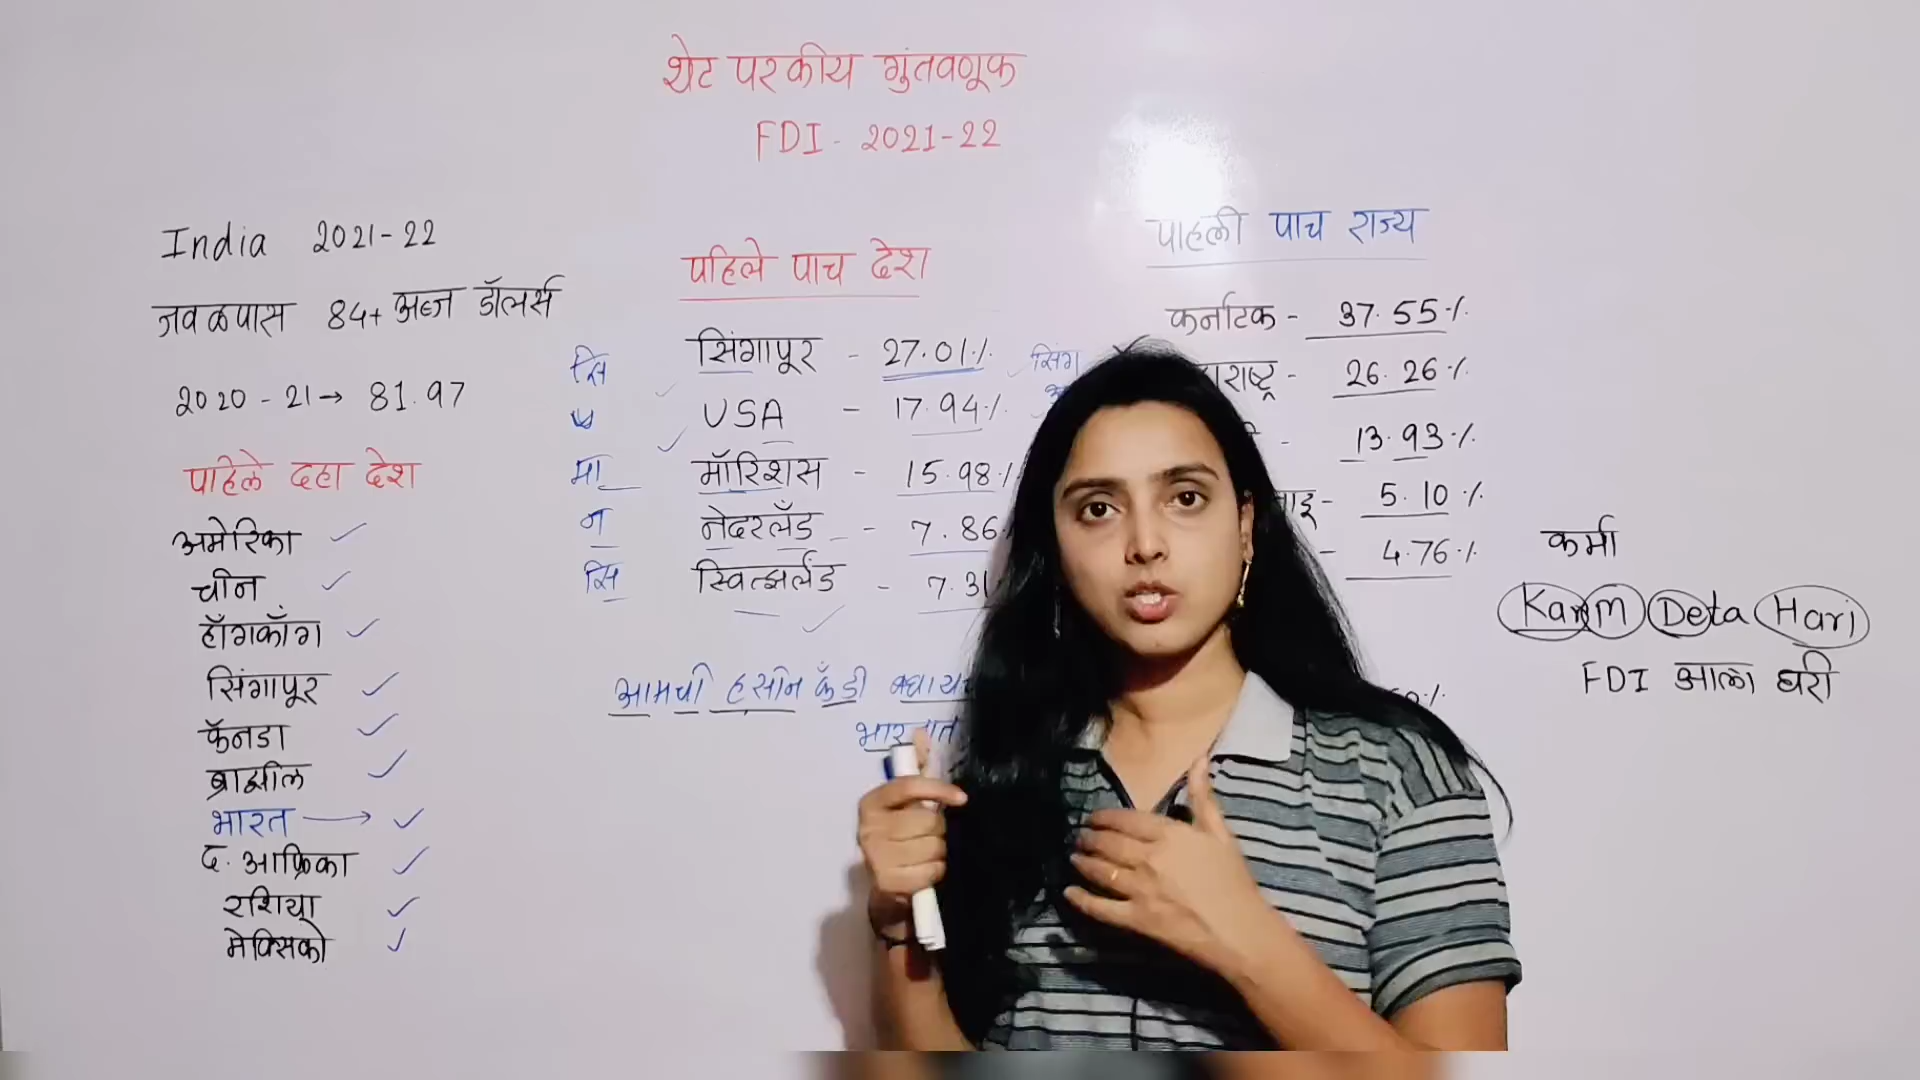 थेट परकीय गुंतवणूक
FDI - 2021-22
India 2021-22
जवळपास 84+ अब्ज डॉलर्स
2020-21 → 81.97
पहिले दहा देश
अमेरिका
चीन
हाँगकाँग
सिंगापूर
कॅनडा
ब्राझील
भारत →
द. आफ्रिका
रशिया
मेक्सिको
पहिले पाच देश
सिंगापूर - 27.01%
USA - 17.94%
मॉरिशस - 15.98%
नेदरलँड - 7.86%
स्वित्झर्लंड - 7.31
सि
मा
न
सि
सिंग
आमची हसीन कँडी
भारतात
पाहिली पाच राज्य
कर्नाटक - 37.55%
26.26%
13.93%
5.10%
4.76%
कर्मा
Karm Delta Hari
FDI आला घरी